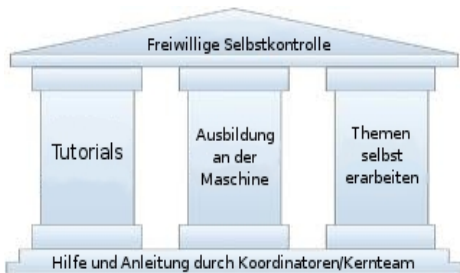 Freiwillige Selbstkontrolle
Tutorials
Ausbildung
an der
Maschine
Themen
selbst
erarbeiten
Hilfe und Anleitung durch Koordinatoren/Kernteam